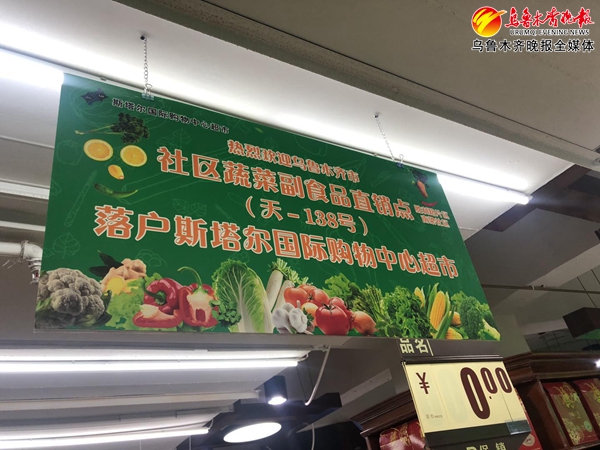 乌鲁木齐晚报
URUMQI EVENING NEWS
乌鲁木齐晚报全媒体
斯塔尔国际购物中心超市
热烈欢迎乌鲁木齐市
社区蔬菜副食品直销点
(天-138号)
落户斯塔尔国际购物中心超市
品名
¥ 0.00